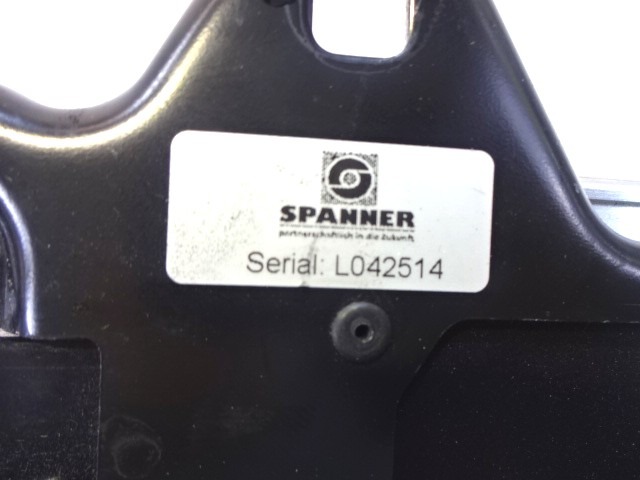 SPANNER
partnerschaftlich in die Zukunft
Serial: L042514